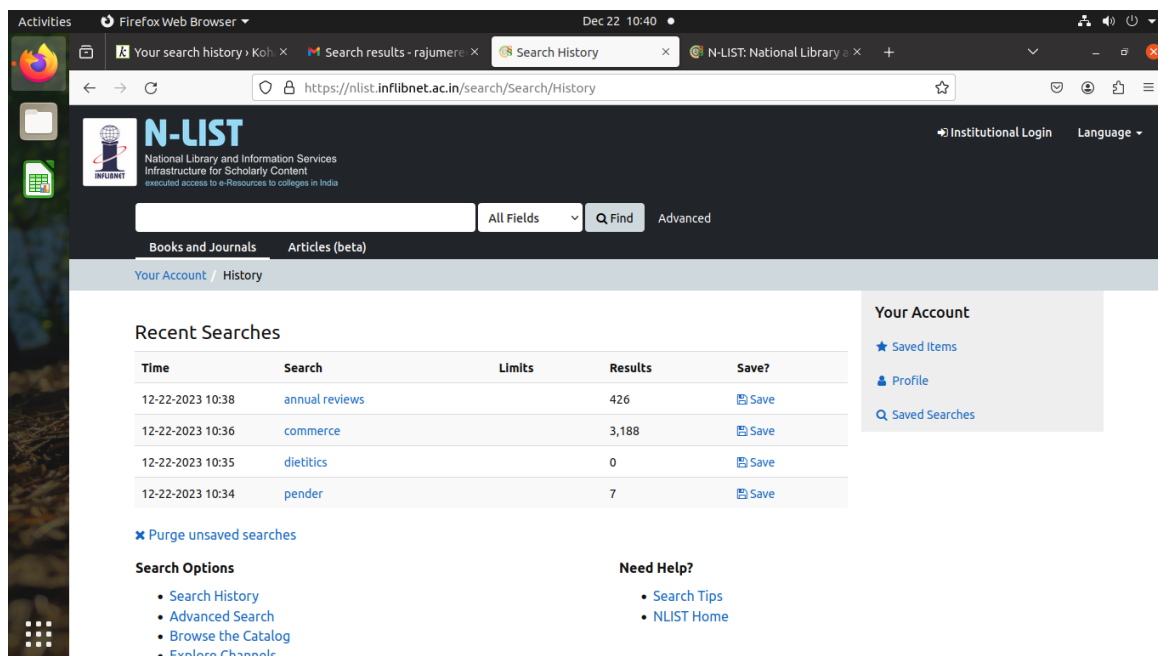 Activities Firefox Web Browser Dec 22 10:40
Your search history › Koh Search results - rajumere Search History N-LIST: National Library a
https://nlist.inflibnet.ac.in/search/Search/History
N-LIST
National Library and Information Services
Infrastructure for Scholarly Content
executed access to e-Resources to colleges in India
INFLIBNET
Institutional Login Language
All Fields Find Advanced
Books and Journals Articles (beta)
Your Account / History
Recent Searches
Time Search Limits Results Save?
12-22-2023 10:38 annual reviews 426 Save
12-22-2023 10:36 commerce 3,188 Save
12-22-2023 10:35 dietitics 0 Save
12-22-2023 10:34 pender 7 Save
Purge unsaved searches
Your Account
Saved Items
Profile
Saved Searches
Search Options
Search History
Advanced Search
Browse the Catalog
Explore Channels
Need Help?
Search Tips
NLIST Home